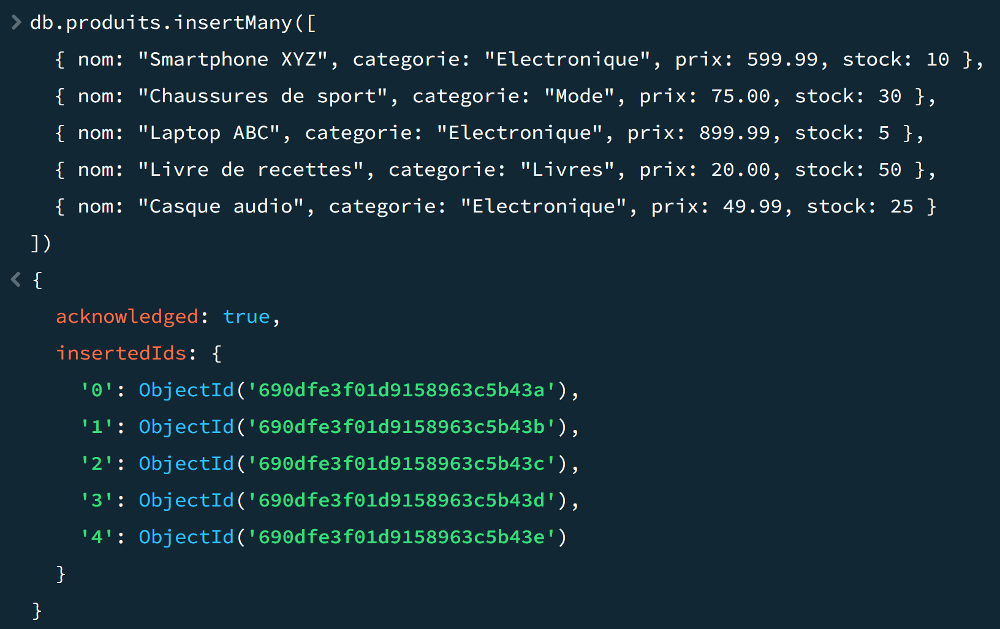 db.produits.insertMany([
{ nom: "Smartphone XYZ", categorie: "Electronique", prix: 599.99, stock: 10 },
{ nom: "Chaussures de sport", categorie: "Mode", prix: 75.00, stock: 30 },
{ nom: "Laptop ABC", categorie: "Electronique", prix: 899.99, stock: 5 },
{ nom: "Livre de recettes", categorie: "Livres", prix: 20.00, stock: 50 },
{ nom: "Casque audio", categorie: "Electronique", prix: 49.99, stock: 25 }
])
{
acknowledged: true,
insertedIds: {
'0': ObjectId('690dfe3f01d9158963c5b43a'),
'1': ObjectId('690dfe3f01d9158963c5b43b'),
'2': ObjectId('690dfe3f01d9158963c5b43c'),
'3': ObjectId('690dfe3f01d9158963c5b43d'),
'4': ObjectId('690dfe3f01d9158963c5b43e')
}
}